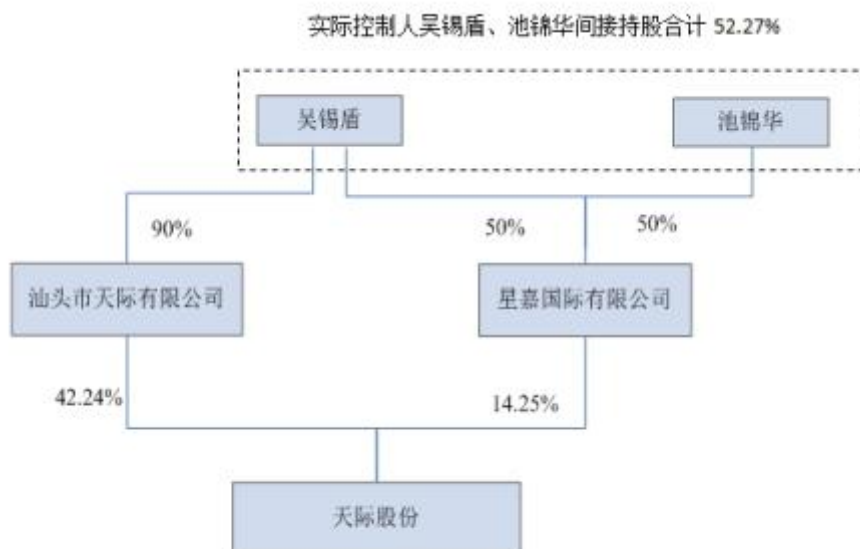 实际控制人吴锡盾、池锦华间接持股合计 52.27%
吴锡盾
池锦华
90%
50%
50%
汕头市天际有限公司
星嘉国际有限公司
42.24%
14.25%
天际股份